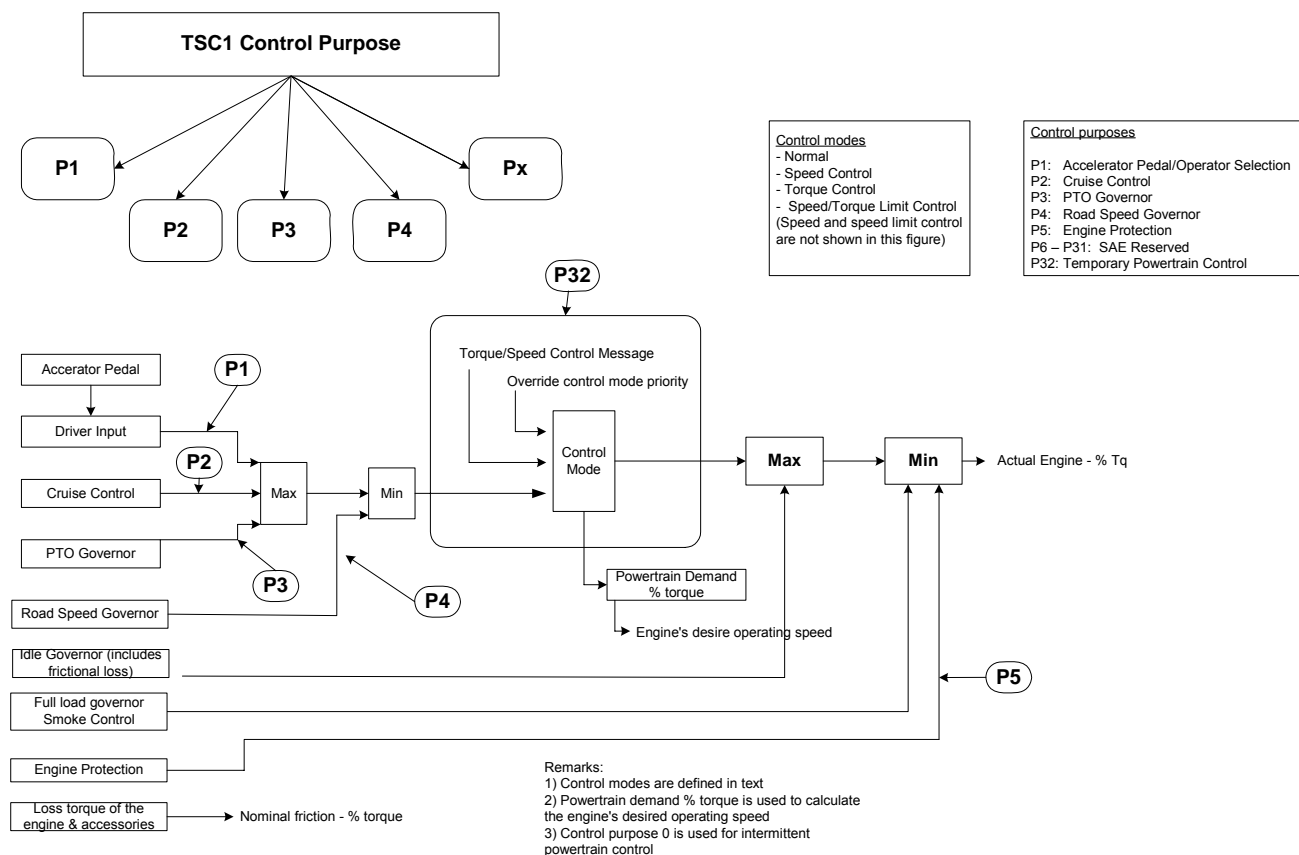 TSC1 Control Purpose
P1
Px
P2
P3
P4
Control modes
- Normal
- Speed Control
- Torque Control
- Speed/Torque Limit Control
(Speed and speed limit control
are not shown in this figure)
Control purposes
P1: Accelerator Pedal/Operator Selection
P2: Cruise Control
P3: PTO Governor
P4: Road Speed Governor
P5: Engine Protection
P6 – P31: SAE Reserved
P32: Temporary Powertrain Control
P32
Torque/Speed Control Message
Override control mode priority
Accerator Pedal
P1
Driver Input
P2
Cruise Control
Max
Min
Control
Mode
Max
Min
Actual Engine - % Tq
PTO Governor
P3
P4
Powertrain Demand
% torque
Road Speed Governor
Engine's desire operating speed
Idle Governor (includes
frictional loss)
P5
Full load governor
Smoke Control
Engine Protection
Loss torque of the
engine & accessories
Nominal friction - % torque
Remarks:
1) Control modes are defined in text
2) Powertrain demand % torque is used to calculate
the engine's desired operating speed
3) Control purpose 0 is used for intermittent
powertrain control